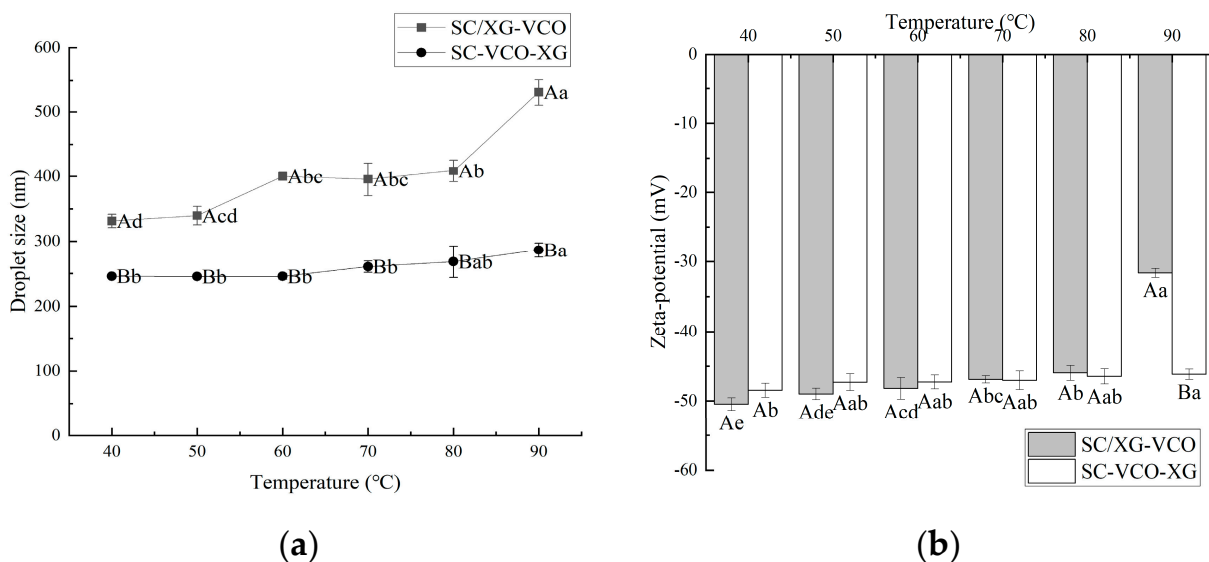 SC/XG-VCO
SC-VCO-XG
600
500
400
300
200
100
0
Droplet size (nm)
Aa
Abc
Abc
Ab
Ad
Acd
Bb
Bb
Bb
Bb
Bab
Ba
40
50
60
70
80
90
Temperature (℃)
(a)
Temperature (℃)
40
50
60
70
80
90
0
-10
-20
-30
-40
-50
-60
Zeta-potential (mV)
Ae
Ab
Ade
Aab
Acd
Aab
Abc
Aab
Ab
Aab
Aa
Ba
SC/XG-VCO
SC-VCO-XG
(b)